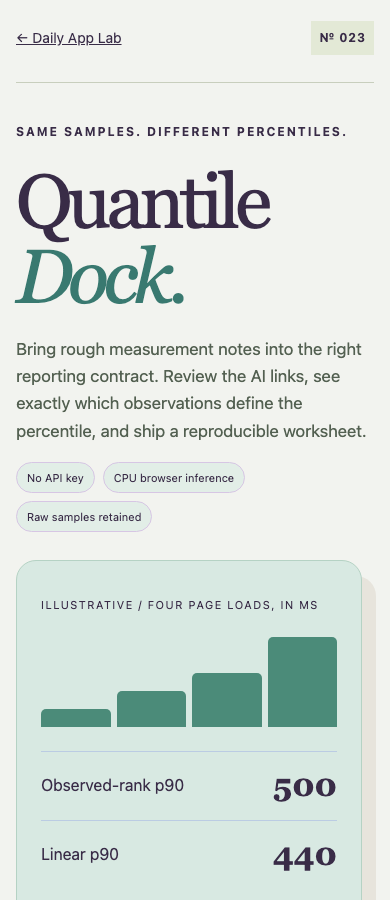 ← Daily App Lab
Nº 023
SAME SAMPLES. DIFFERENT PERCENTILES.
Quantile
Dock.
Bring rough measurement notes into the right
reporting contract. Review the AI links, see
exactly which observations define the
percentile, and ship a reproducible worksheet.
No API key
CPU browser inference
Raw samples retained
ILLUSTRATIVE / FOUR PAGE LOADS, IN MS
Observed-rank p90
500
Linear p90
440